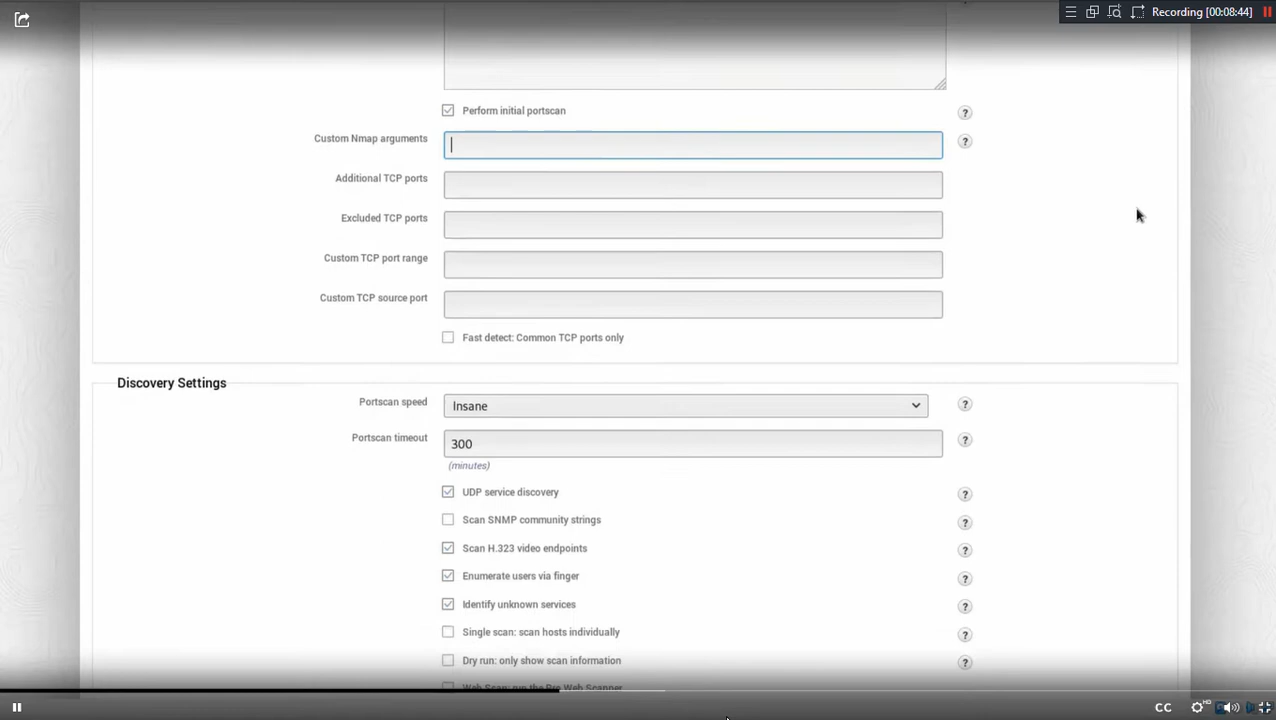 Recording [00:08:44]
Perform initial portscan
?
Custom Nmap arguments
?
Additional TCP ports
Excluded TCP ports
Custom TCP port range
Custom TCP source port
Fast detect: Common TCP ports only
Discovery Settings
Portscan speed
Insane
?
Portscan timeout
300
?
(minutes)
UDP service discovery
?
Scan SNMP community strings
?
Scan H.323 video endpoints
?
Enumerate users via finger
?
Identify unknown services
?
Single scan: scan hosts individually
?
Dry run: only show scan information
?
Web Scan: run the Pro Web Scanner
CC
HD